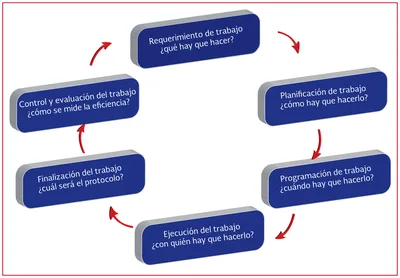 Requerimiento de trabajo
¿qué hay que hacer?
Planificación de trabajo
¿cómo hay que hacerlo?
Programación de trabajo
¿cuándo hay que hacerlo?
Ejecución del trabajo
¿con quién hay que hacerlo?
Finalización del trabajo
¿cuál será el protocolo?
Control y evaluación del trabajo
¿cómo se mide la eficiencia?